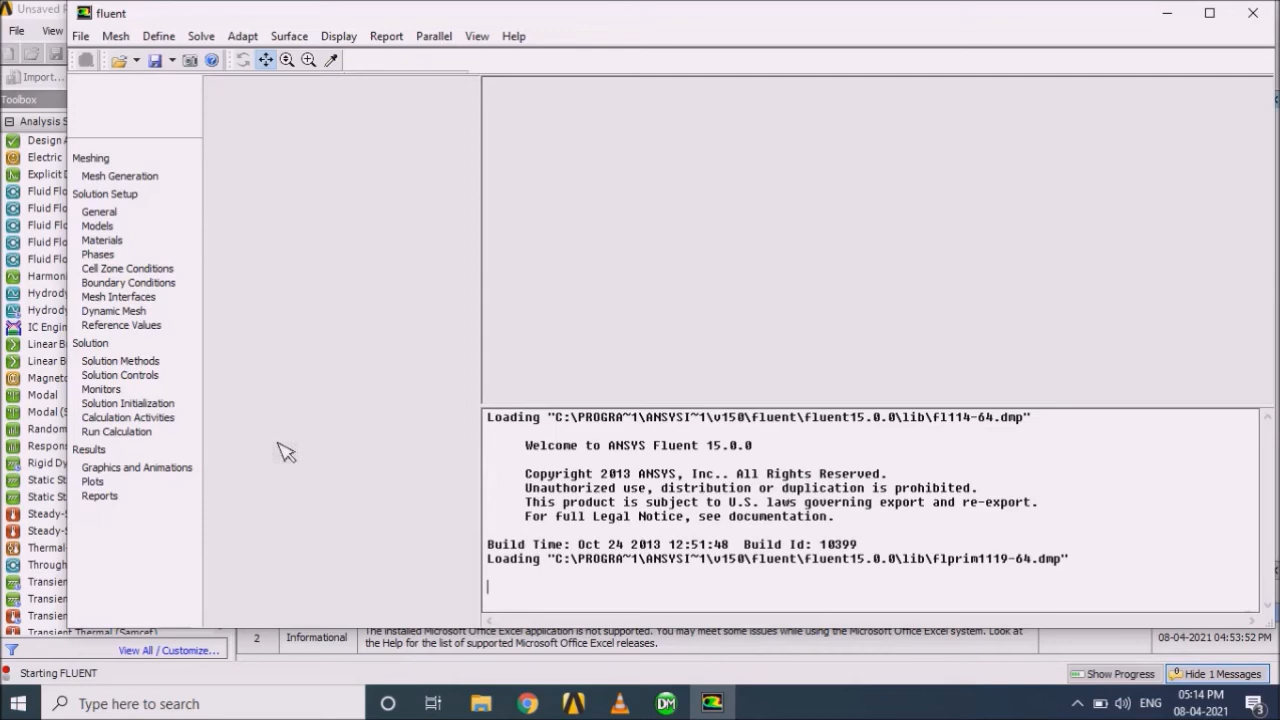 Unsaved
fluent
File View
File Mesh Define Solve Adapt Surface Display Report Parallel View Help
Import...
Toolbox
Analysis S
Design A
Electric
Explicit D
Fluid Flo
Fluid Flo
Fluid Flo
Fluid Flo
Fluid Flo
Harmon
Hydrody
Hydrody
IC Engin
Linear B
Linear B
Magneto
Modal
Modal (S
Random
Respons
Rigid Dy
Static St
Static St
Steady-S
Steady-S
Thermal-
Through
Transien
Transien
Transien
Transient Thermal (Samcef)
View All / Customize...
Meshing
Mesh Generation
Solution Setup
General
Models
Materials
Phases
Cell Zone Conditions
Boundary Conditions
Mesh Interfaces
Dynamic Mesh
Reference Values
Solution
Solution Methods
Solution Controls
Monitors
Solution Initialization
Calculation Activities
Run Calculation
Results
Graphics and Animations
Plots
Reports
Loading "C:\PROGRA~1\ANSYSI~1\v150\fluent\fluent15.0.0\lib\fl114-64.dmp"
Welcome to ANSYS Fluent 15.0.0
Copyright 2013 ANSYS, Inc.. All Rights Reserved.
Unauthorized use, distribution or duplication is prohibited.
This product is subject to U.S. laws governing export and re-export.
For full Legal Notice, see documentation.
Build Time: Oct 24 2013 12:51:48 Build Id: 10399
Loading "C:\PROGRA~1\ANSYSI~1\v150\fluent\fluent15.0.0\lib\flprim1119-64.dmp"
2 Informational The installed Microsoft Office Excel application is not supported. You may meet some issues while using the Microsoft Office Excel system. Look at 08-04-2021 04:53:52 PM
the Help for the list of supported Microsoft Office Excel releases.
Starting FLUENT
Show Progress
Hide 1 Messages
Type here to search
DM
ENG
05:14 PM
08-04-2021
3